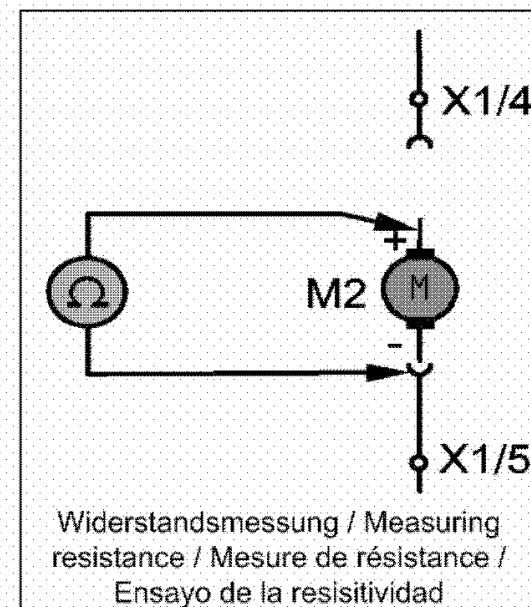 X1/4
+
Ω
M2
M
-
X1/5
Widerstandsmessung / Measuring
resistance / Mesure de résistance /
Ensayo de la resisitividad